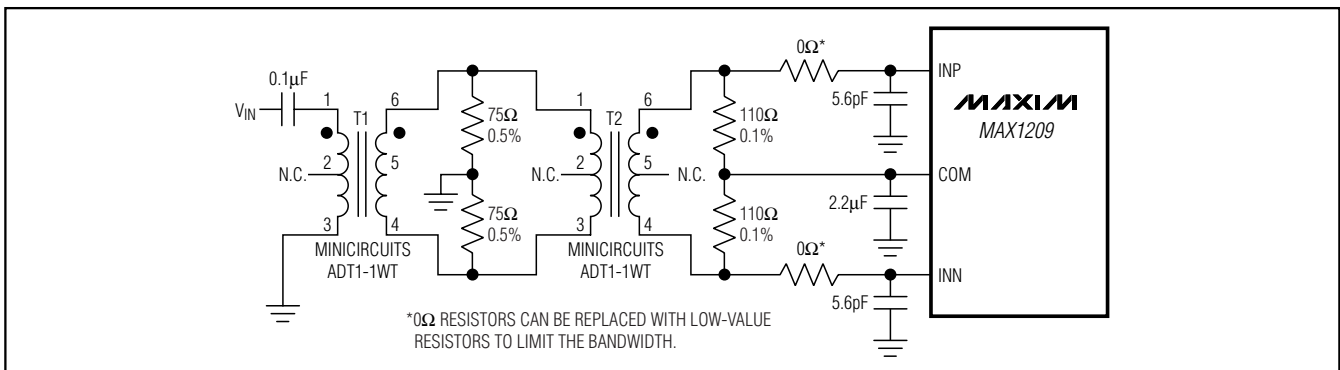 0.1µF
VIN
1
2
3
N.C.
T1
6
5
4
MINICIRCUITS
ADT1-1WT
75Ω
0.5%
75Ω
0.5%
1
2
3
N.C.
T2
6
5
4
N.C.
MINICIRCUITS
ADT1-1WT
110Ω
0.1%
110Ω
0.1%
0Ω*
5.6pF
2.2µF
0Ω*
5.6pF
INP
MAXIM
MAX1209
COM
INN
*0Ω RESISTORS CAN BE REPLACED WITH LOW-VALUE
RESISTORS TO LIMIT THE BANDWIDTH.